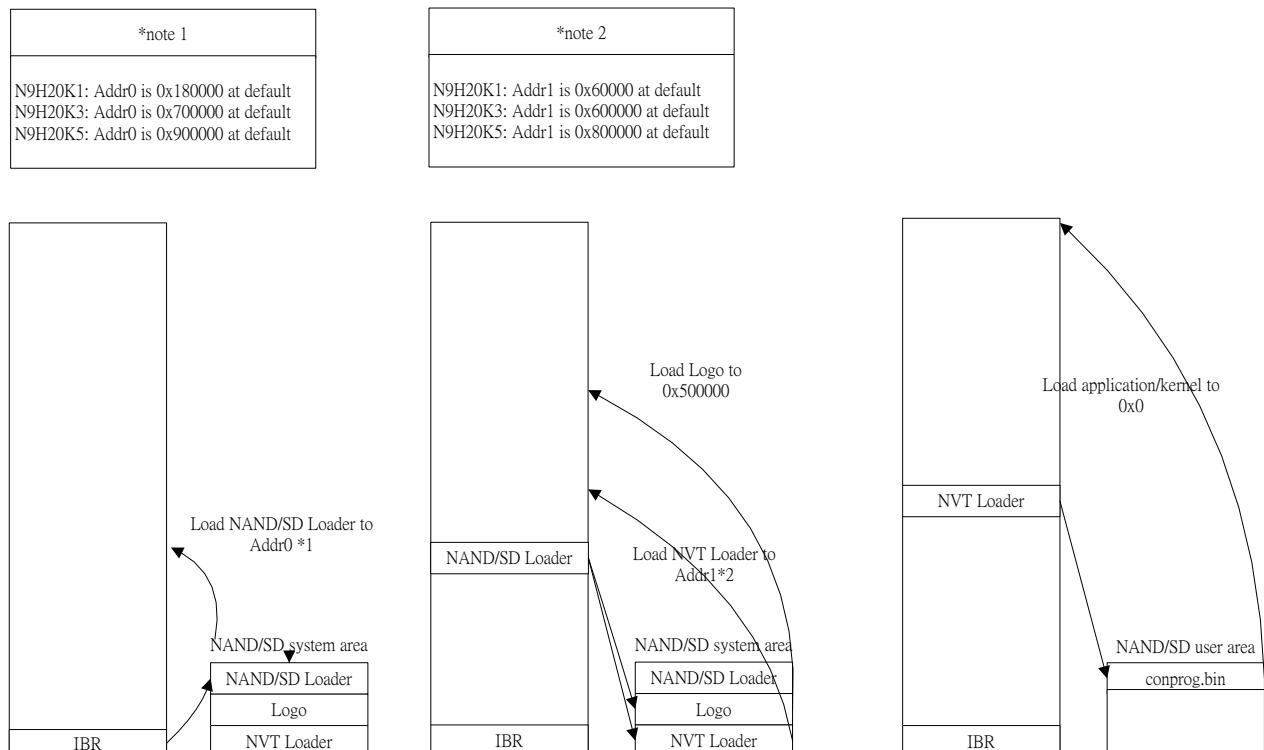 *note 1
N9H20K1: Addr0 is 0x180000 at default
N9H20K3: Addr0 is 0x700000 at default
N9H20K5: Addr0 is 0x900000 at default
*note 2
N9H20K1: Addr1 is 0x60000 at default
N9H20K3: Addr1 is 0x600000 at default
N9H20K5: Addr1 is 0x800000 at default
Load NAND/SD Loader to
Addr0 *1
NAND/SD system area
NAND/SD Loader
Logo
NVT Loader
IBR
Load Logo to
0x500000
NAND/SD Loader
Load NVT Loader to
Addr1*2
NAND/SD system area
NAND/SD Loader
Logo
NVT Loader
IBR
Load application/kernel to
0x0
NVT Loader
NAND/SD user area
conprog.bin
IBR